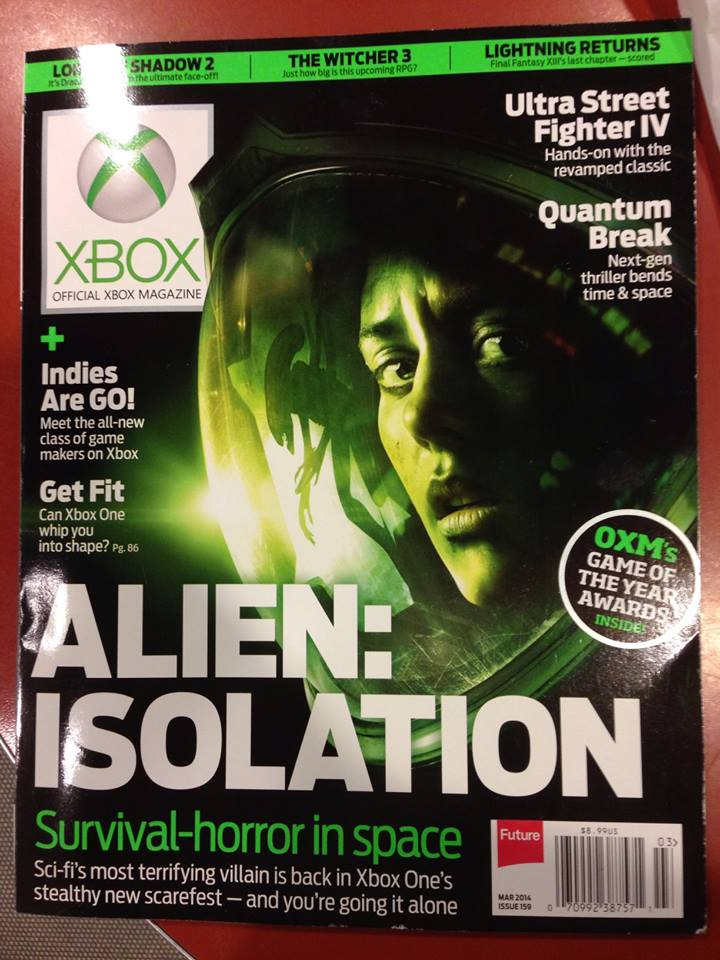 SHADOW 2
the ultimate face-off!
THE WITCHER 3
Just how big is this upcoming RPG?
LIGHTNING RETURNS
Final Fantasy XIII's last chapter – scored
XBOX
OFFICIAL XBOX MAGAZINE
Ultra Street
Fighter IV
Hands-on with the
revamped classic
Quantum
Break
Next-gen
thriller bends
time & space
+
Indies
Are GO!
Meet the all-new
class of game
makers on Xbox
Get Fit
Can Xbox One
whip you
into shape? Pg. 86
OXM's
GAME OF
THE YEAR
AWARDS
INSIDE!
ALIEN:
ISOLATION
Survival-horror in space
Sci-fi's most terrifying villain is back in Xbox One's
stealthy new scarefest – and you're going it alone
Future
MAR 2014
ISSUE 159
$8.99US
03>
0 70992 38757 1